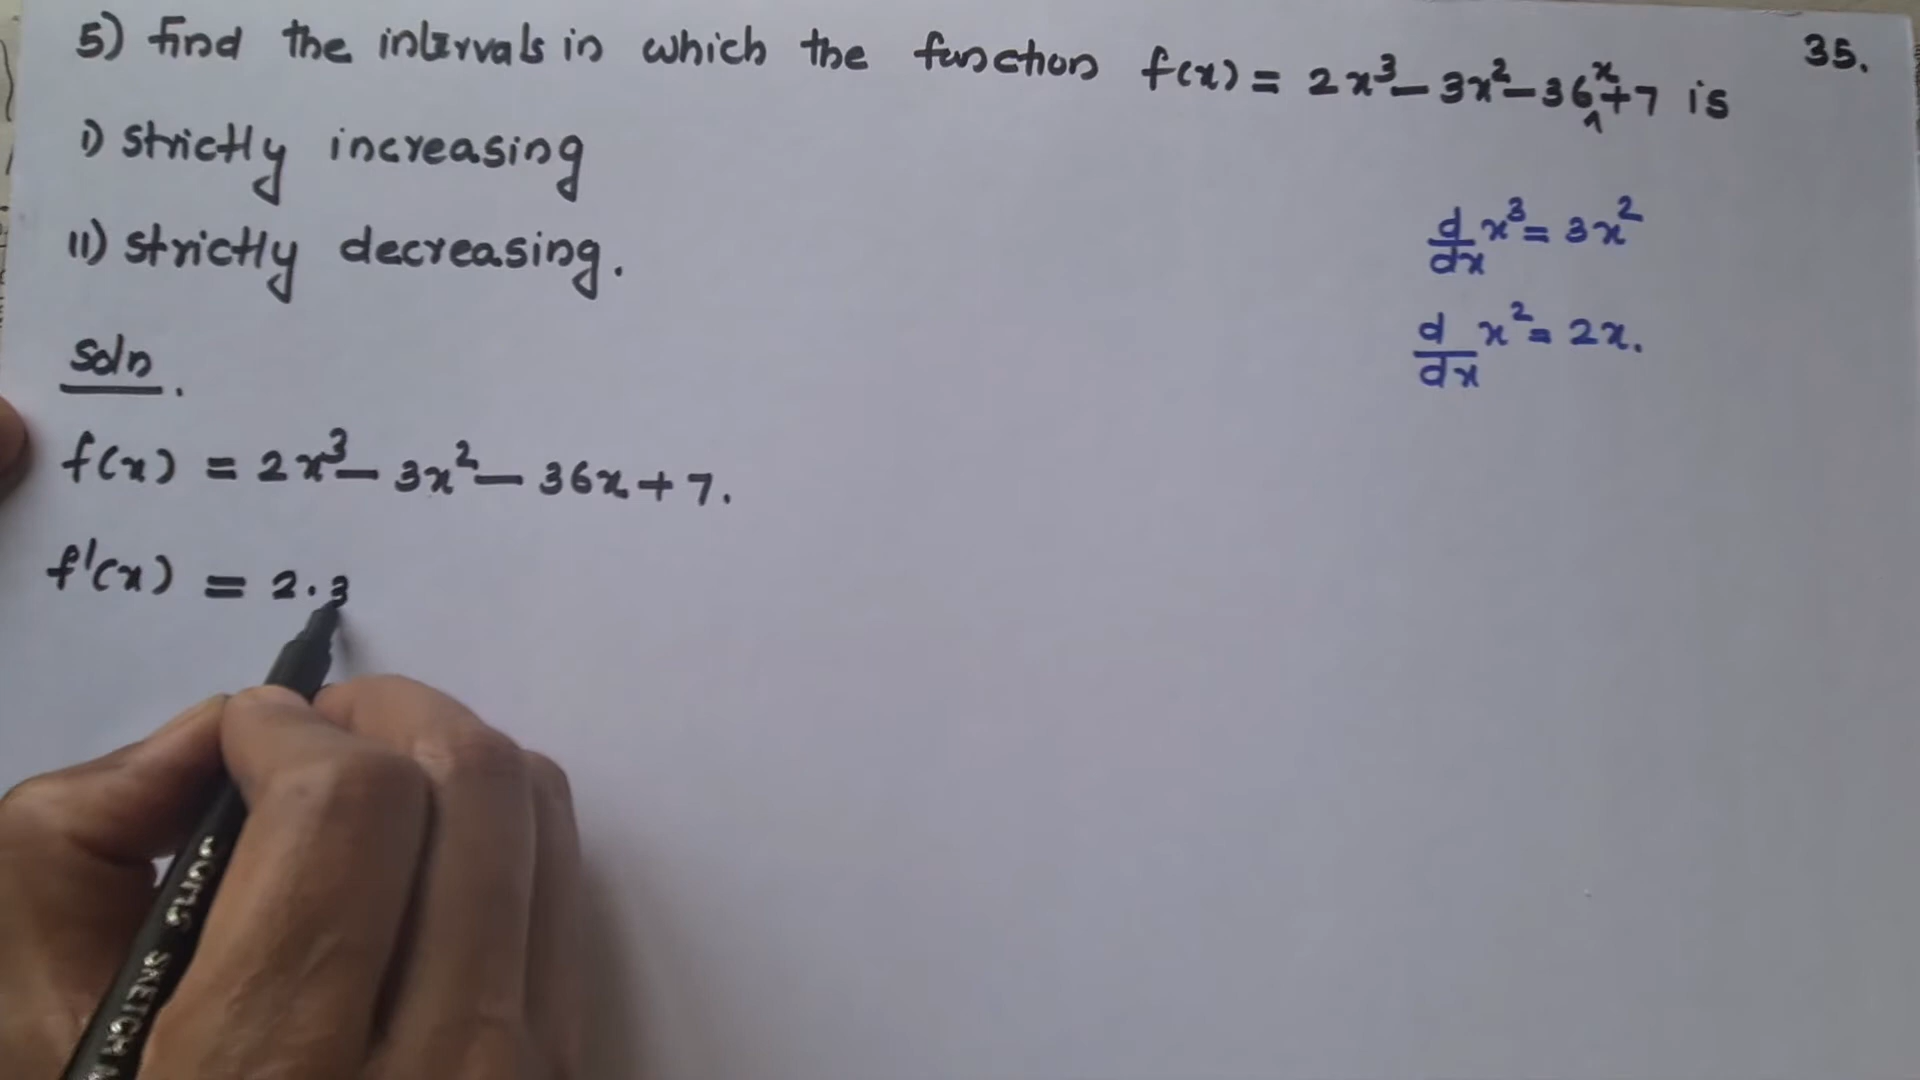 5) Find the intervals in which the function f(x) = 2x³ - 3x² - 36x + 7 is
35.
i) strictly increasing
ii) strictly decreasing.
d/dx x³ = 3x²
d/dx x² = 2x.
Soln.
f(x) = 2x³ - 3x² - 36x + 7.
f'(x) = 2·3
SKETCH